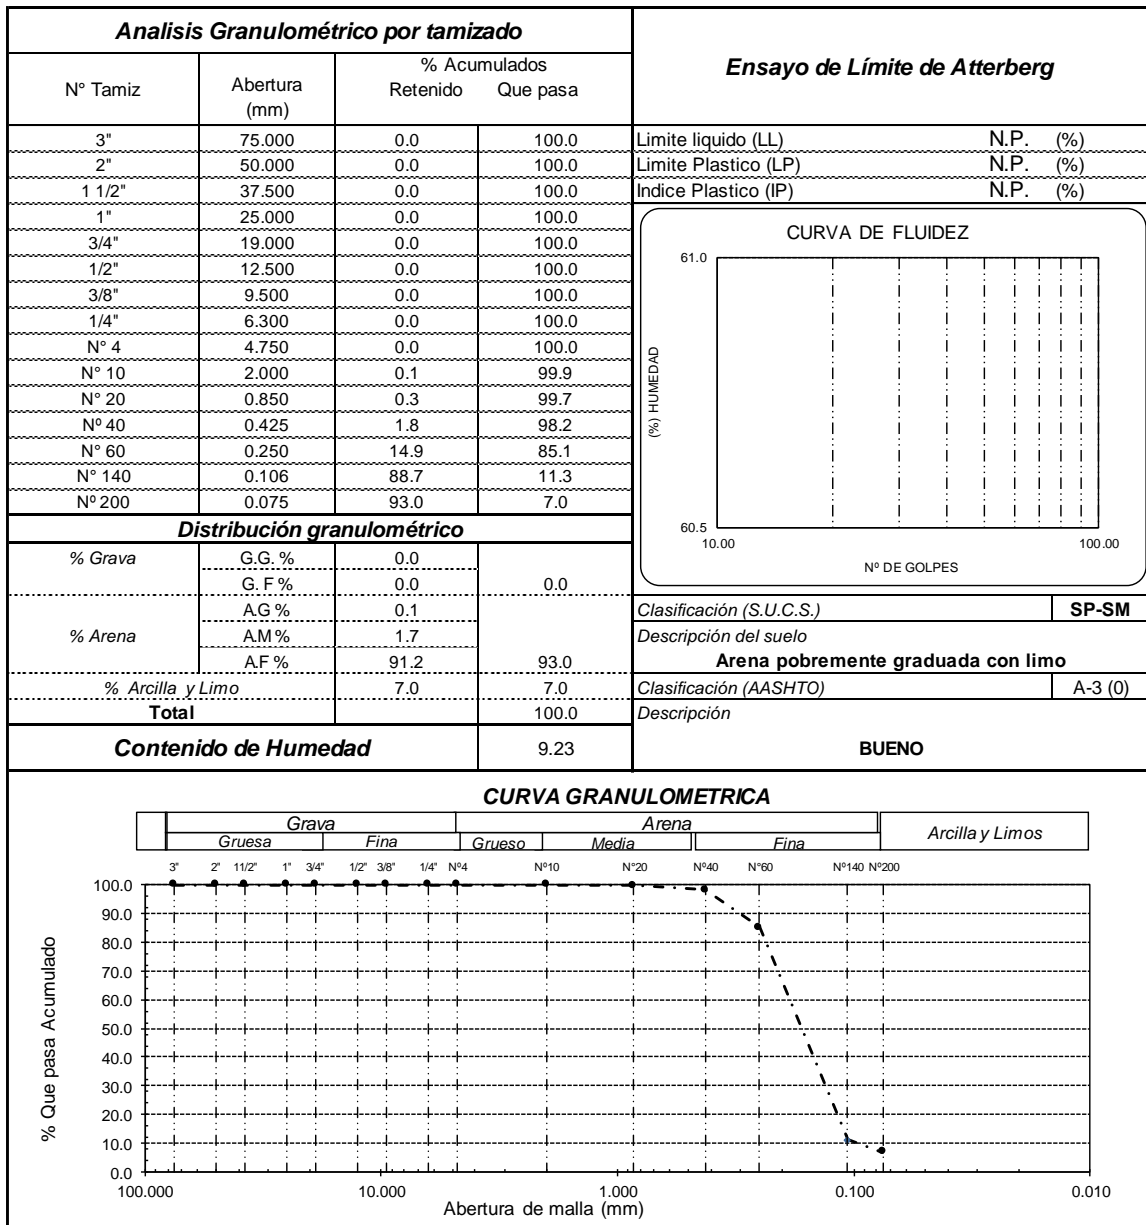 Analisis Granulométrico por tamizado
N° Tamiz Abertura (mm) % Acumulados Retenido Que pasa
3" 75.000 0.0 100.0
2" 50.000 0.0 100.0
1 1/2" 37.500 0.0 100.0
1" 25.000 0.0 100.0
3/4" 19.000 0.0 100.0
1/2" 12.500 0.0 100.0
3/8" 9.500 0.0 100.0
1/4" 6.300 0.0 100.0
N° 4 4.750 0.0 100.0
N° 10 2.000 0.1 99.9
N° 20 0.850 0.3 99.7
Nº 40 0.425 1.8 98.2
N° 60 0.250 14.9 85.1
N° 140 0.106 88.7 11.3
Nº 200 0.075 93.0 7.0
Distribución granulométrico
% Grava G.G. % 0.0
G. F % 0.0 0.0
A.G % 0.1
% Arena A.M % 1.7
A.F % 91.2 93.0
% Arcilla y Limo 7.0 7.0
Total 100.0
Contenido de Humedad 9.23
Ensayo de Límite de Atterberg
Limite liquido (LL) N.P. (%)
Limite Plastico (LP) N.P. (%)
Indice Plastico (IP) N.P. (%)
CURVA DE FLUIDEZ
61.0
(%) HUMEDAD
60.5
10.00 100.00
Nº DE GOLPES
Clasificación (S.U.C.S.) SP-SM
Descripción del suelo
Arena pobremente graduada con limo
Clasificación (AASHTO) A-3 (0)
Descripción
BUENO
CURVA GRANULOMETRICA
Grava Arena Arcilla y Limos
Gruesa Fina Grueso Media Fina
3" 2" 11/2" 1" 3/4" 1/2" 3/8" 1/4" Nº4 Nº10 N°20 Nº40 N°60 Nº140 Nº200
100.0
90.0
80.0
70.0
60.0
50.0
40.0
30.0
20.0
10.0
0.0
% Que pasa Acumulado
100.000 10.000 1.000 0.100 0.010
Abertura de malla (mm)